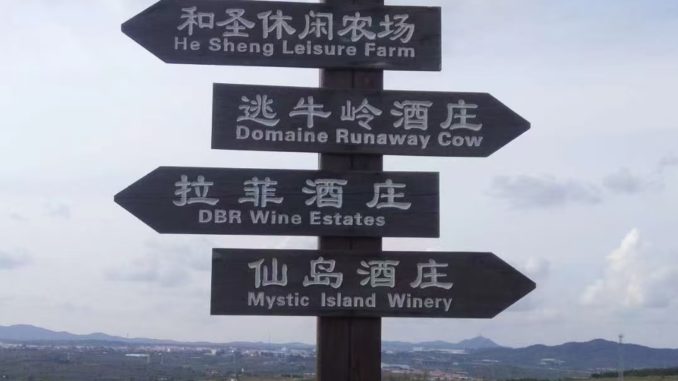 和圣休闲农场
He Sheng Leisure Farm
逃牛岭酒庄
Domaine Runaway Cow
拉菲酒庄
DBR Wine Estates
仙岛酒庄
Mystic Island Winery